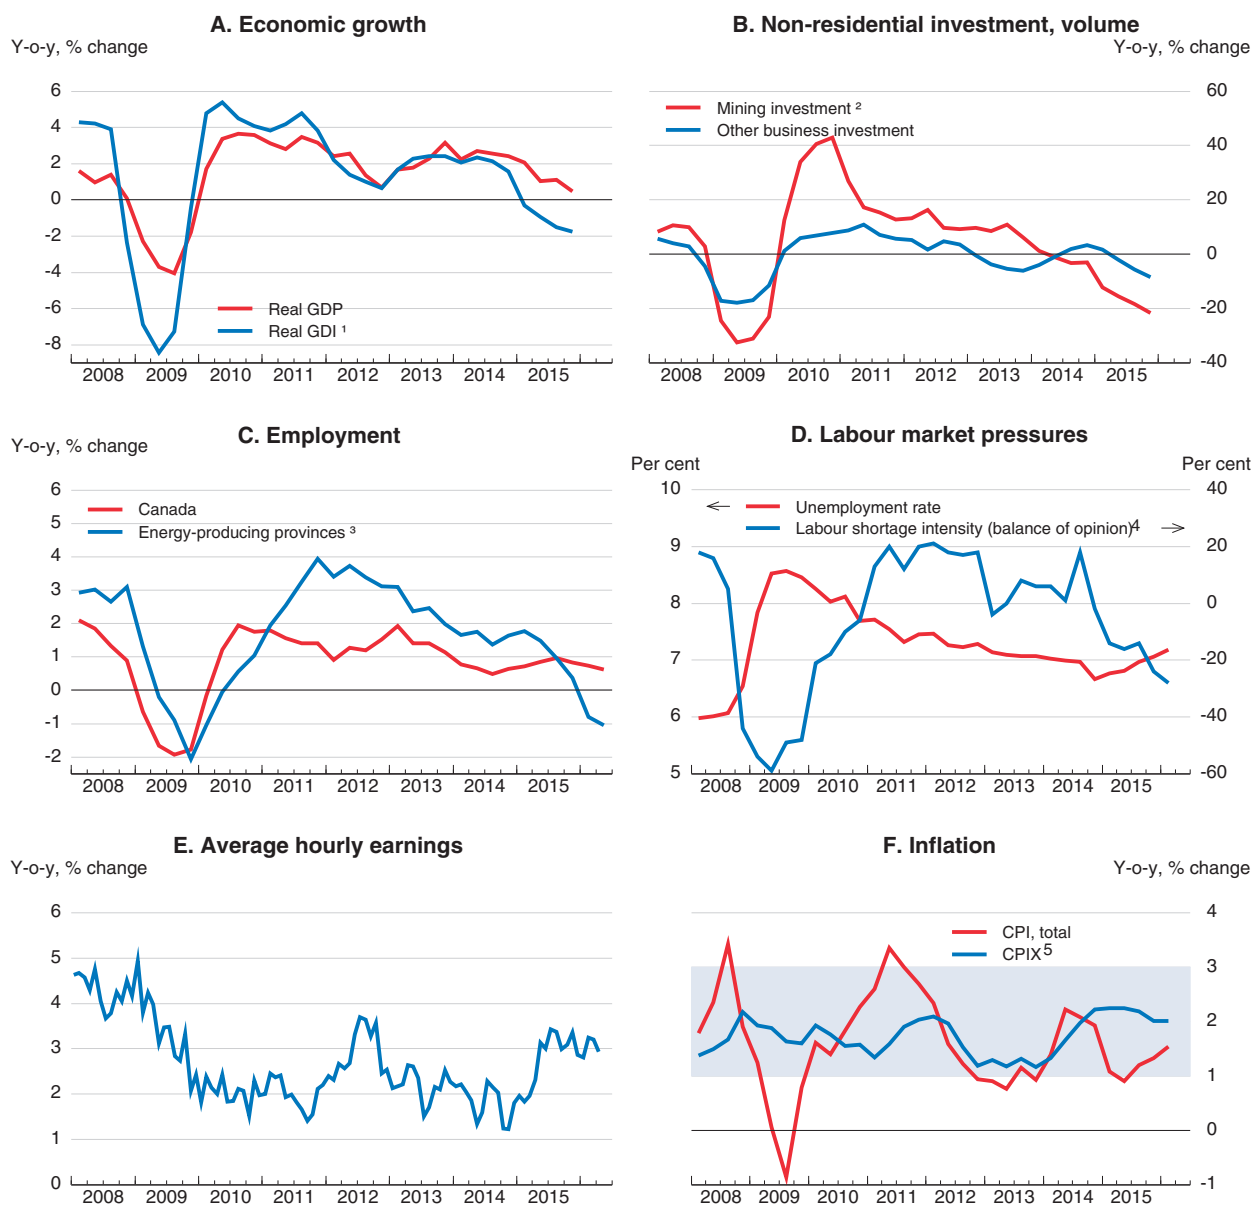 A. Economic growth
Y-o-y, % change
6
4
2
0
-2
-4
-6
-8
Real GDP
Real GDI ¹
2008 2009 2010 2011 2012 2013 2014 2015
B. Non-residential investment, volume
Y-o-y, % change
60
40
20
0
-20
-40
Mining investment ²
Other business investment
2008 2009 2010 2011 2012 2013 2014 2015
C. Employment
Y-o-y, % change
6
5
4
3
2
1
0
-1
-2
Canada
Energy-producing provinces ³
2008 2009 2010 2011 2012 2013 2014 2015
D. Labour market pressures
Per cent Per cent
10 40
9 20
8 0
7 -20
6 -40
5 -60
← Unemployment rate
Labour shortage intensity (balance of opinion)4 →
2008 2009 2010 2011 2012 2013 2014 2015
E. Average hourly earnings
Y-o-y, % change
6
5
4
3
2
1
0
2008 2009 2010 2011 2012 2013 2014 2015
F. Inflation
Y-o-y, % change
4
3
2
1
0
-1
CPI, total
CPIX 5
2008 2009 2010 2011 2012 2013 2014 2015